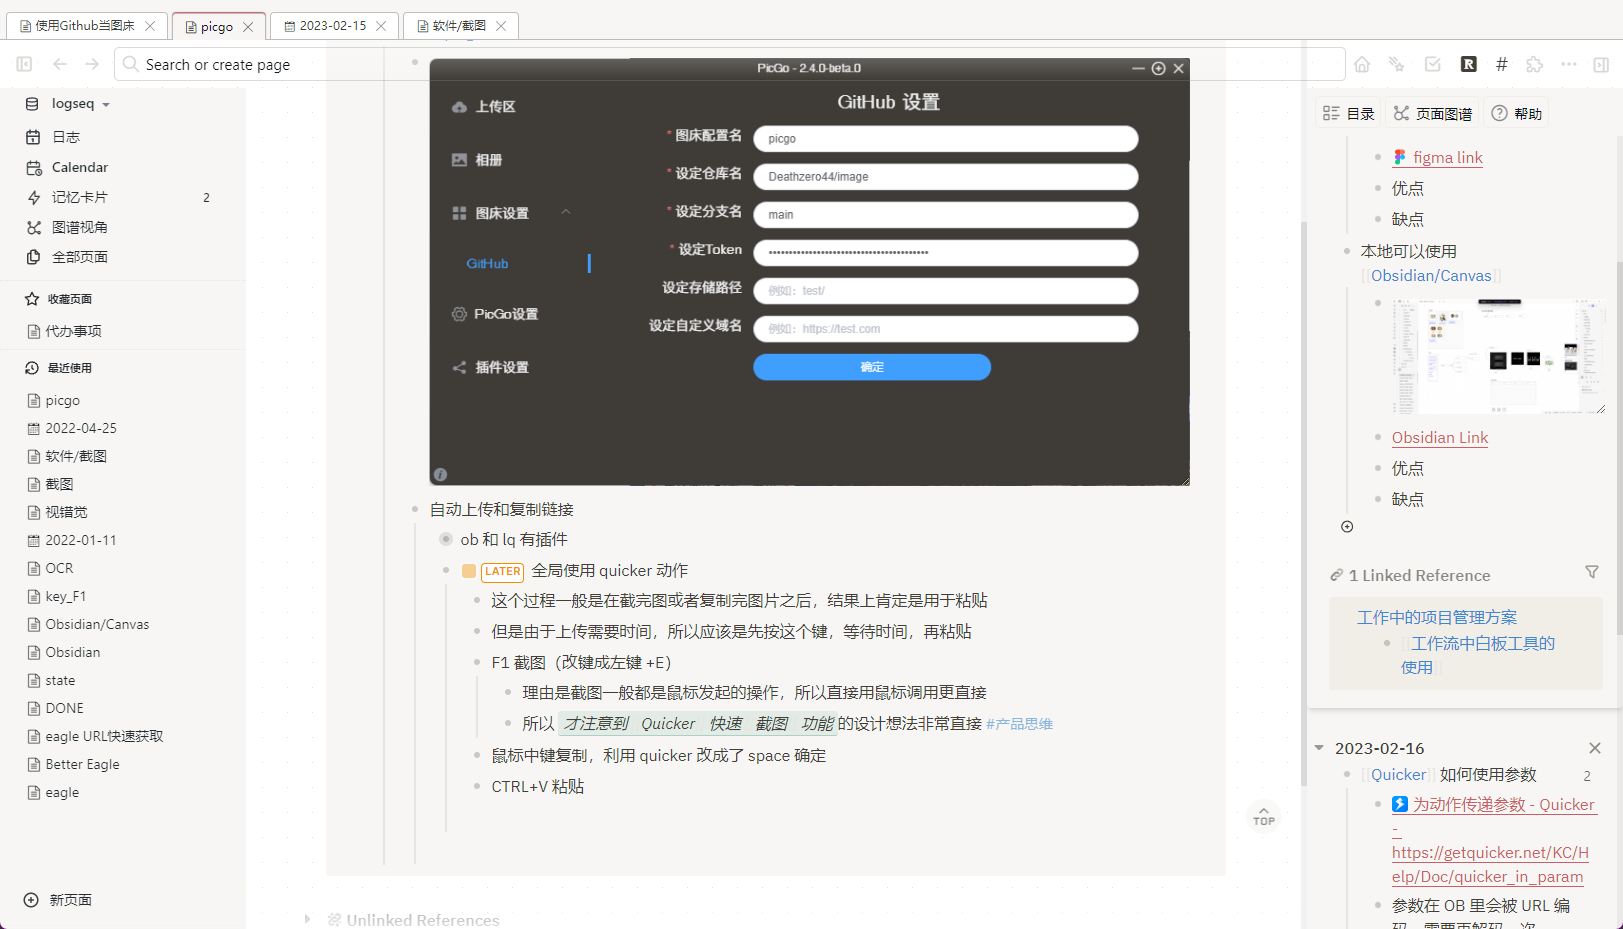 使用Github当图床
picgo
2023-02-15
软件/截图
Search or create page
R
#
logseq
日志
Calendar
记忆卡片 2
图谱视角
全部页面
收藏页面
代办事项
最近使用
picgo
2022-04-25
软件/截图
截图
视错觉
2022-01-11
OCR
key_F1
Obsidian/Canvas
Obsidian
state
DONE
eagle URL快速获取
Better Eagle
eagle
新页面
PicGo - 2.4.0-beta.0
上传区
相册
图床设置
GitHub
PicGo设置
插件设置
GitHub 设置
* 图床配置名 picgo
* 设定仓库名 Deathzero44/image
* 设定分支名 main
* 设定Token
设定存储路径 例如：test/
设定自定义域名 例如：https://test.com
确定
自动上传和复制链接
ob 和 lq 有插件
LATER 全局使用 quicker 动作
这个过程一般是在截完图或者复制完图片之后，结果上肯定是用于粘贴
但是由于上传需要时间，所以应该是先按这个键，等待时间，再粘贴
F1 截图（改键成左键 +E）
理由是截图一般都是鼠标发起的操作，所以直接用鼠标调用更直接
所以 才注意到 Quicker 快速 截图 功能的设计想法非常直接 #产品思维
鼠标中键复制，利用 quicker 改成了 space 确定
CTRL+V 粘贴
Unlinked References
TOP
目录
页面图谱
帮助
figma link
优点
缺点
本地可以使用
[[Obsidian/Canvas]]
Obsidian Link
优点
缺点
1 Linked Reference
工作中的项目管理方案
[[工作流中白板工具的
使用
2023-02-16
[[Quicker]] 如何使用参数 2
为动作传递参数 - Quicker
-
https://getquicker.net/KC/H
elp/Doc/quicker_in_param
参数在 OB 里会被 URL 编
码，需要再解码一次